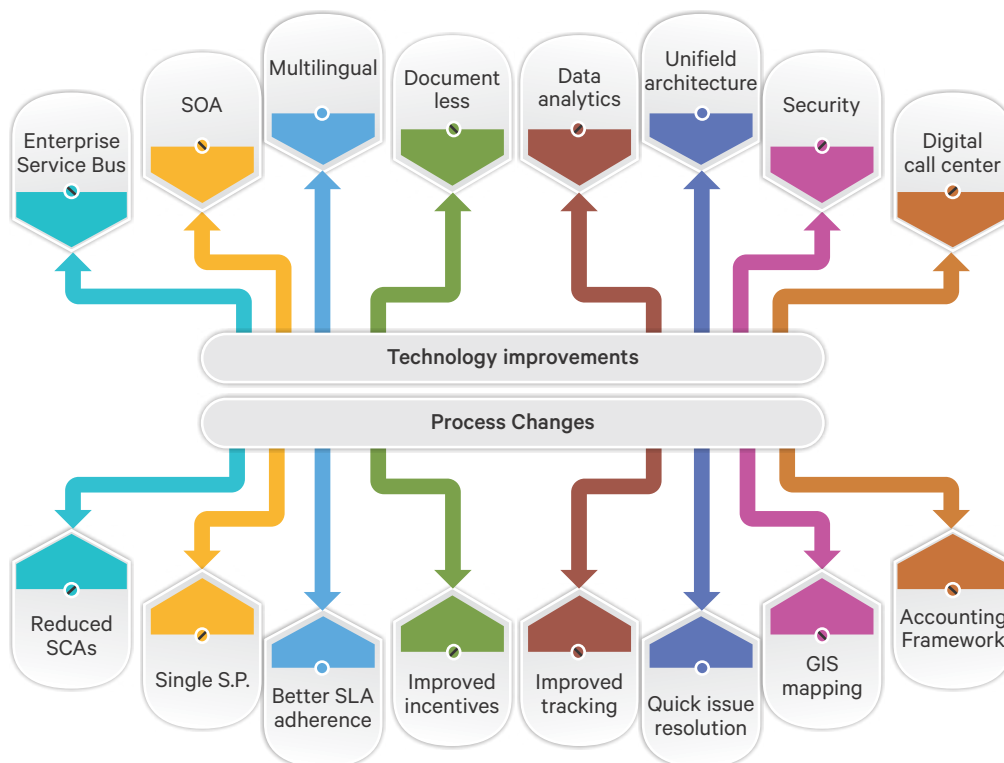 Enterprise
Service Bus
SOA
Multilingual
Document
less
Data
analytics
Unifield
architecture
Security
Digital
call center
Technology improvements
Process Changes
Reduced
SCAs
Single S.P.
Better SLA
adherence
Improved
incentives
Improved
tracking
Quick issue
resolution
GIS
mapping
Accounting
Framework